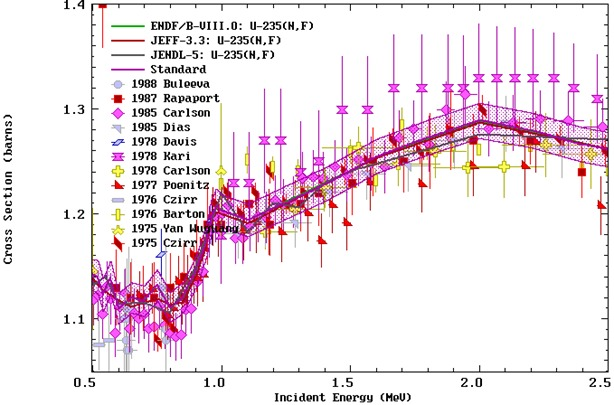 1.4
1.3
1.2
1.1
Cross Section (barns)
ENDF/B-VIII.0: U-235(N,F)
JEFF-3.3: U-235(N,F)
JENDL-5: U-235(N,F)
Standard
1988 Buleeva
1987 Rapaport
1985 Carlson
1985 Dias
1978 Davis
1978 Kari
1978 Carlson
1977 Poenitz
1976 Czirr
1976 Barton
1975 Yan Wuguang
1975 Czirr
0.5 1.0 1.5 2.0 2.5
Incident Energy (MeV)